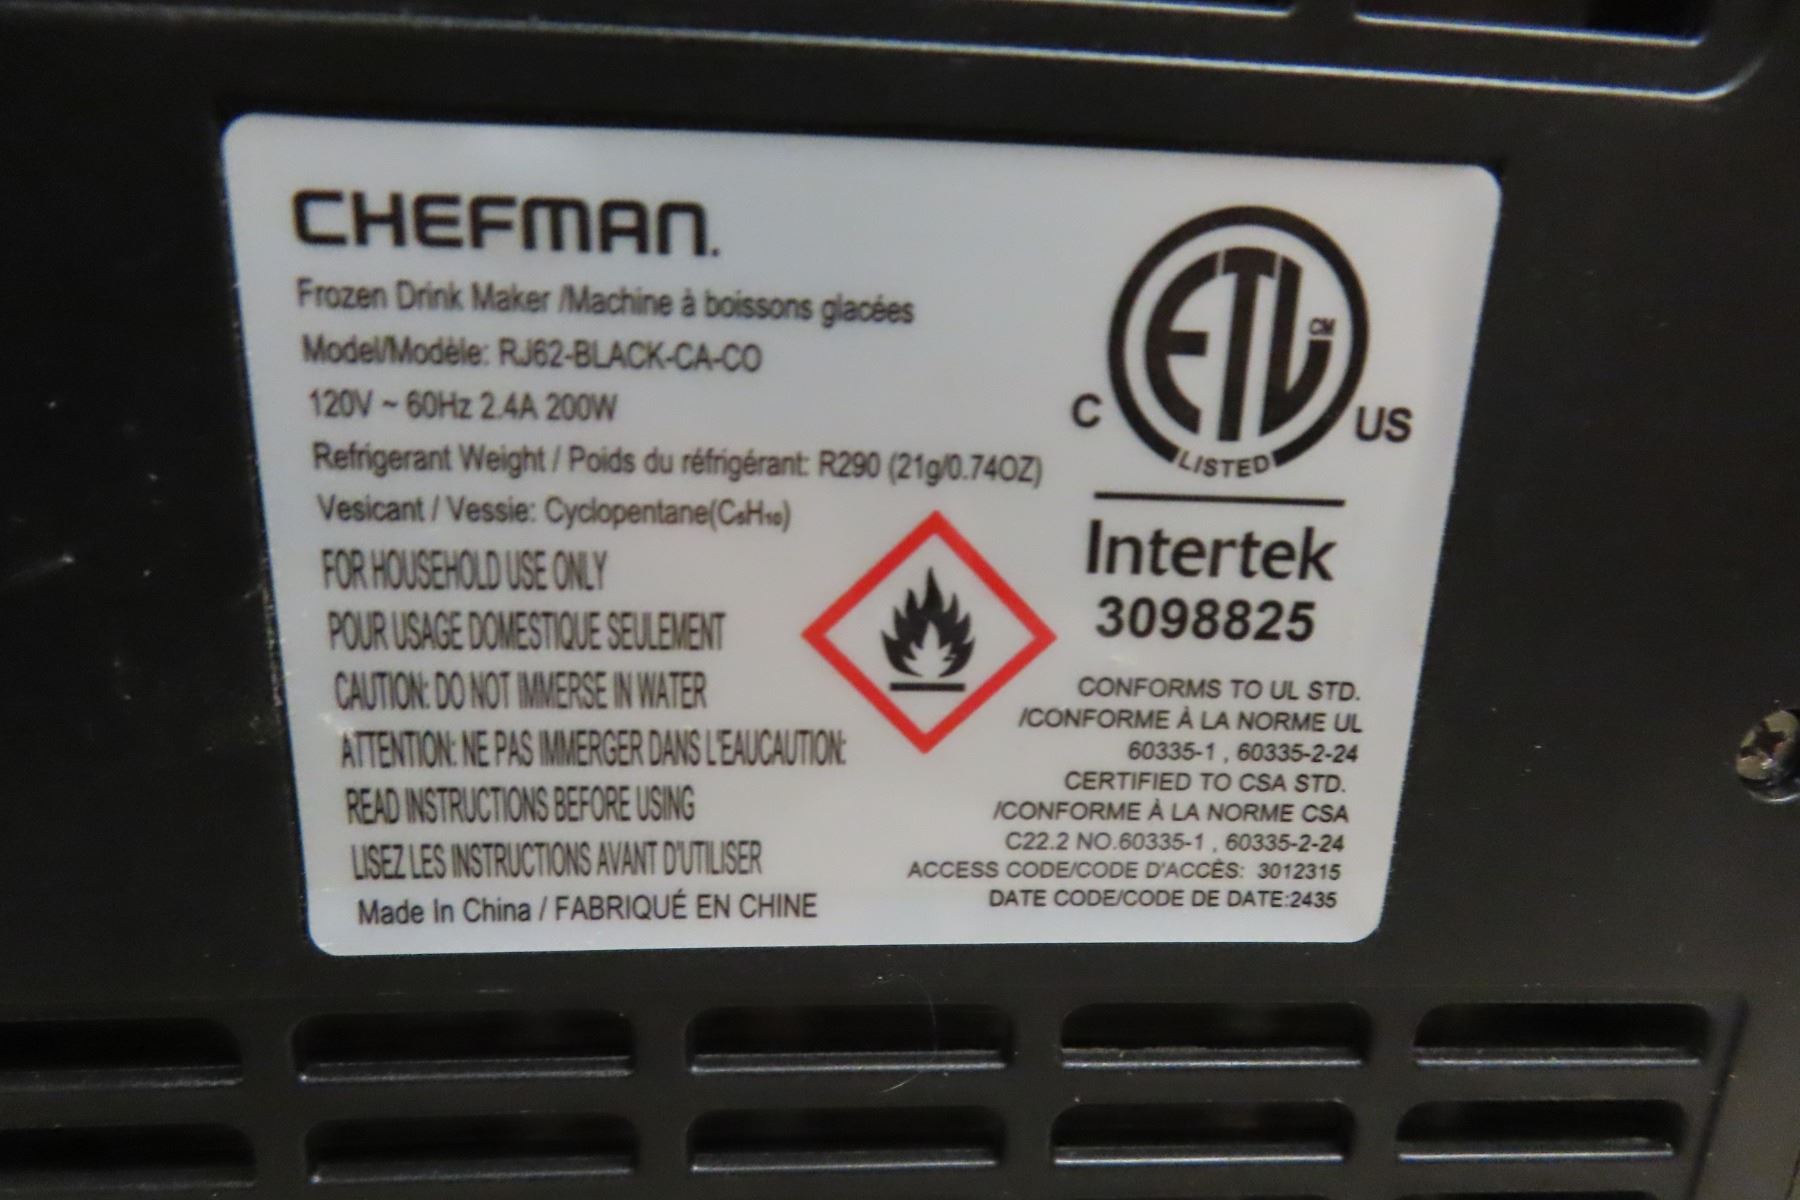 CHEFMAN.
Frozen Drink Maker /Machine à boissons glacées
Model/Modèle: RJ62-BLACK-CA-CO
120V ~ 60Hz 2.4A 200W
Refrigerant Weight / Poids du réfrigérant: R290 (21g/0.74OZ)
Vesicant / Vessie: Cyclopentane(C₅H₁₀)
FOR HOUSEHOLD USE ONLY
POUR USAGE DOMESTIQUE SEULEMENT
CAUTION: DO NOT IMMERSE IN WATER
ATTENTION: NE PAS IMMERGER DANS L'EAUCAUTION:
READ INSTRUCTIONS BEFORE USING
LISEZ LES INSTRUCTIONS AVANT D'UTILISER
Made In China / FABRIQUÉ EN CHINE
ETL CM
C US
LISTED
Intertek
3098825
CONFORMS TO UL STD.
/CONFORME À LA NORME UL
60335-1 , 60335-2-24
CERTIFIED TO CSA STD.
/CONFORME À LA NORME CSA
C22.2 NO.60335-1 , 60335-2-24
ACCESS CODE/CODE D'ACCÈS: 3012315
DATE CODE/CODE DE DATE:2435